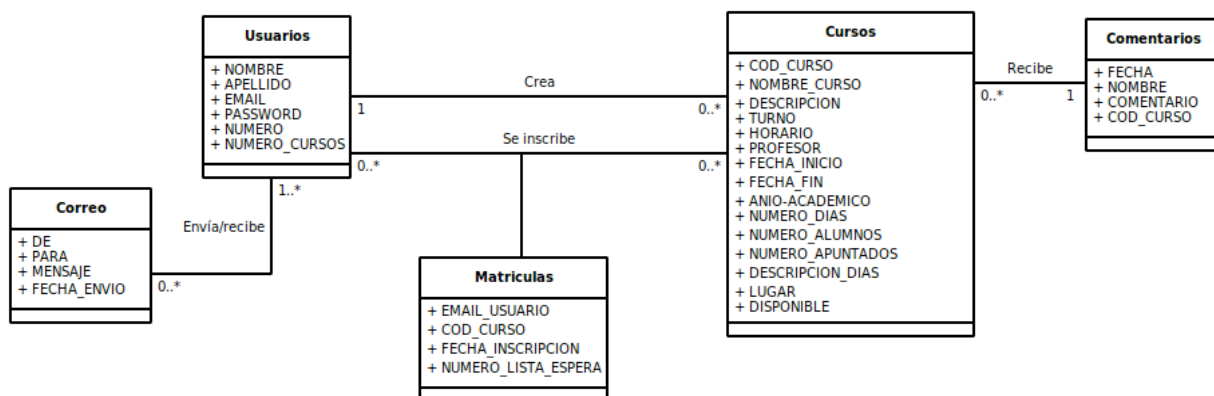 Usuarios
+ NOMBRE
+ APELLIDO
+ EMAIL
+ PASSWORD
+ NUMERO
+ NUMERO_CURSOS
Crea
1
0..*
Se inscribe
0..*
0..*
Cursos
+ COD_CURSO
+ NOMBRE_CURSO
+ DESCRIPCION
+ TURNO
+ HORARIO
+ PROFESOR
+ FECHA_INICIO
+ FECHA_FIN
+ ANIO-ACADEMICO
+ NUMERO_DIAS
+ NUMERO_ALUMNOS
+ NUMERO_APUNTADOS
+ DESCRIPCION_DIAS
+ LUGAR
+ DISPONIBLE
Recibe
0..*
1
Comentarios
+ FECHA
+ NOMBRE
+ COMENTARIO
+ COD_CURSO
1..*
Envía/recibe
0..*
Correo
+ DE
+ PARA
+ MENSAJE
+ FECHA_ENVIO
Matriculas
+ EMAIL_USUARIO
+ COD_CURSO
+ FECHA_INSCRIPCION
+ NUMERO_LISTA_ESPERA